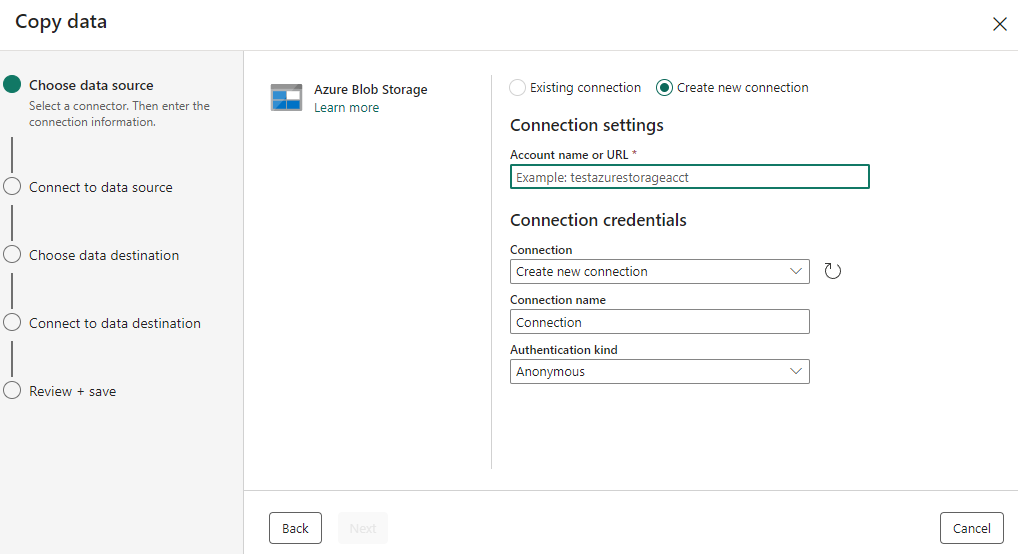 Copy data
Choose data source
Select a connector. Then enter the
connection information.
Connect to data source
Choose data destination
Connect to data destination
Review + save
Azure Blob Storage
Learn more
Existing connection
Create new connection
Connection settings
Account name or URL *
Example: testazurestorageacct
Connection credentials
Connection
Create new connection
Connection name
Connection
Authentication kind
Anonymous
Back
Next
Cancel